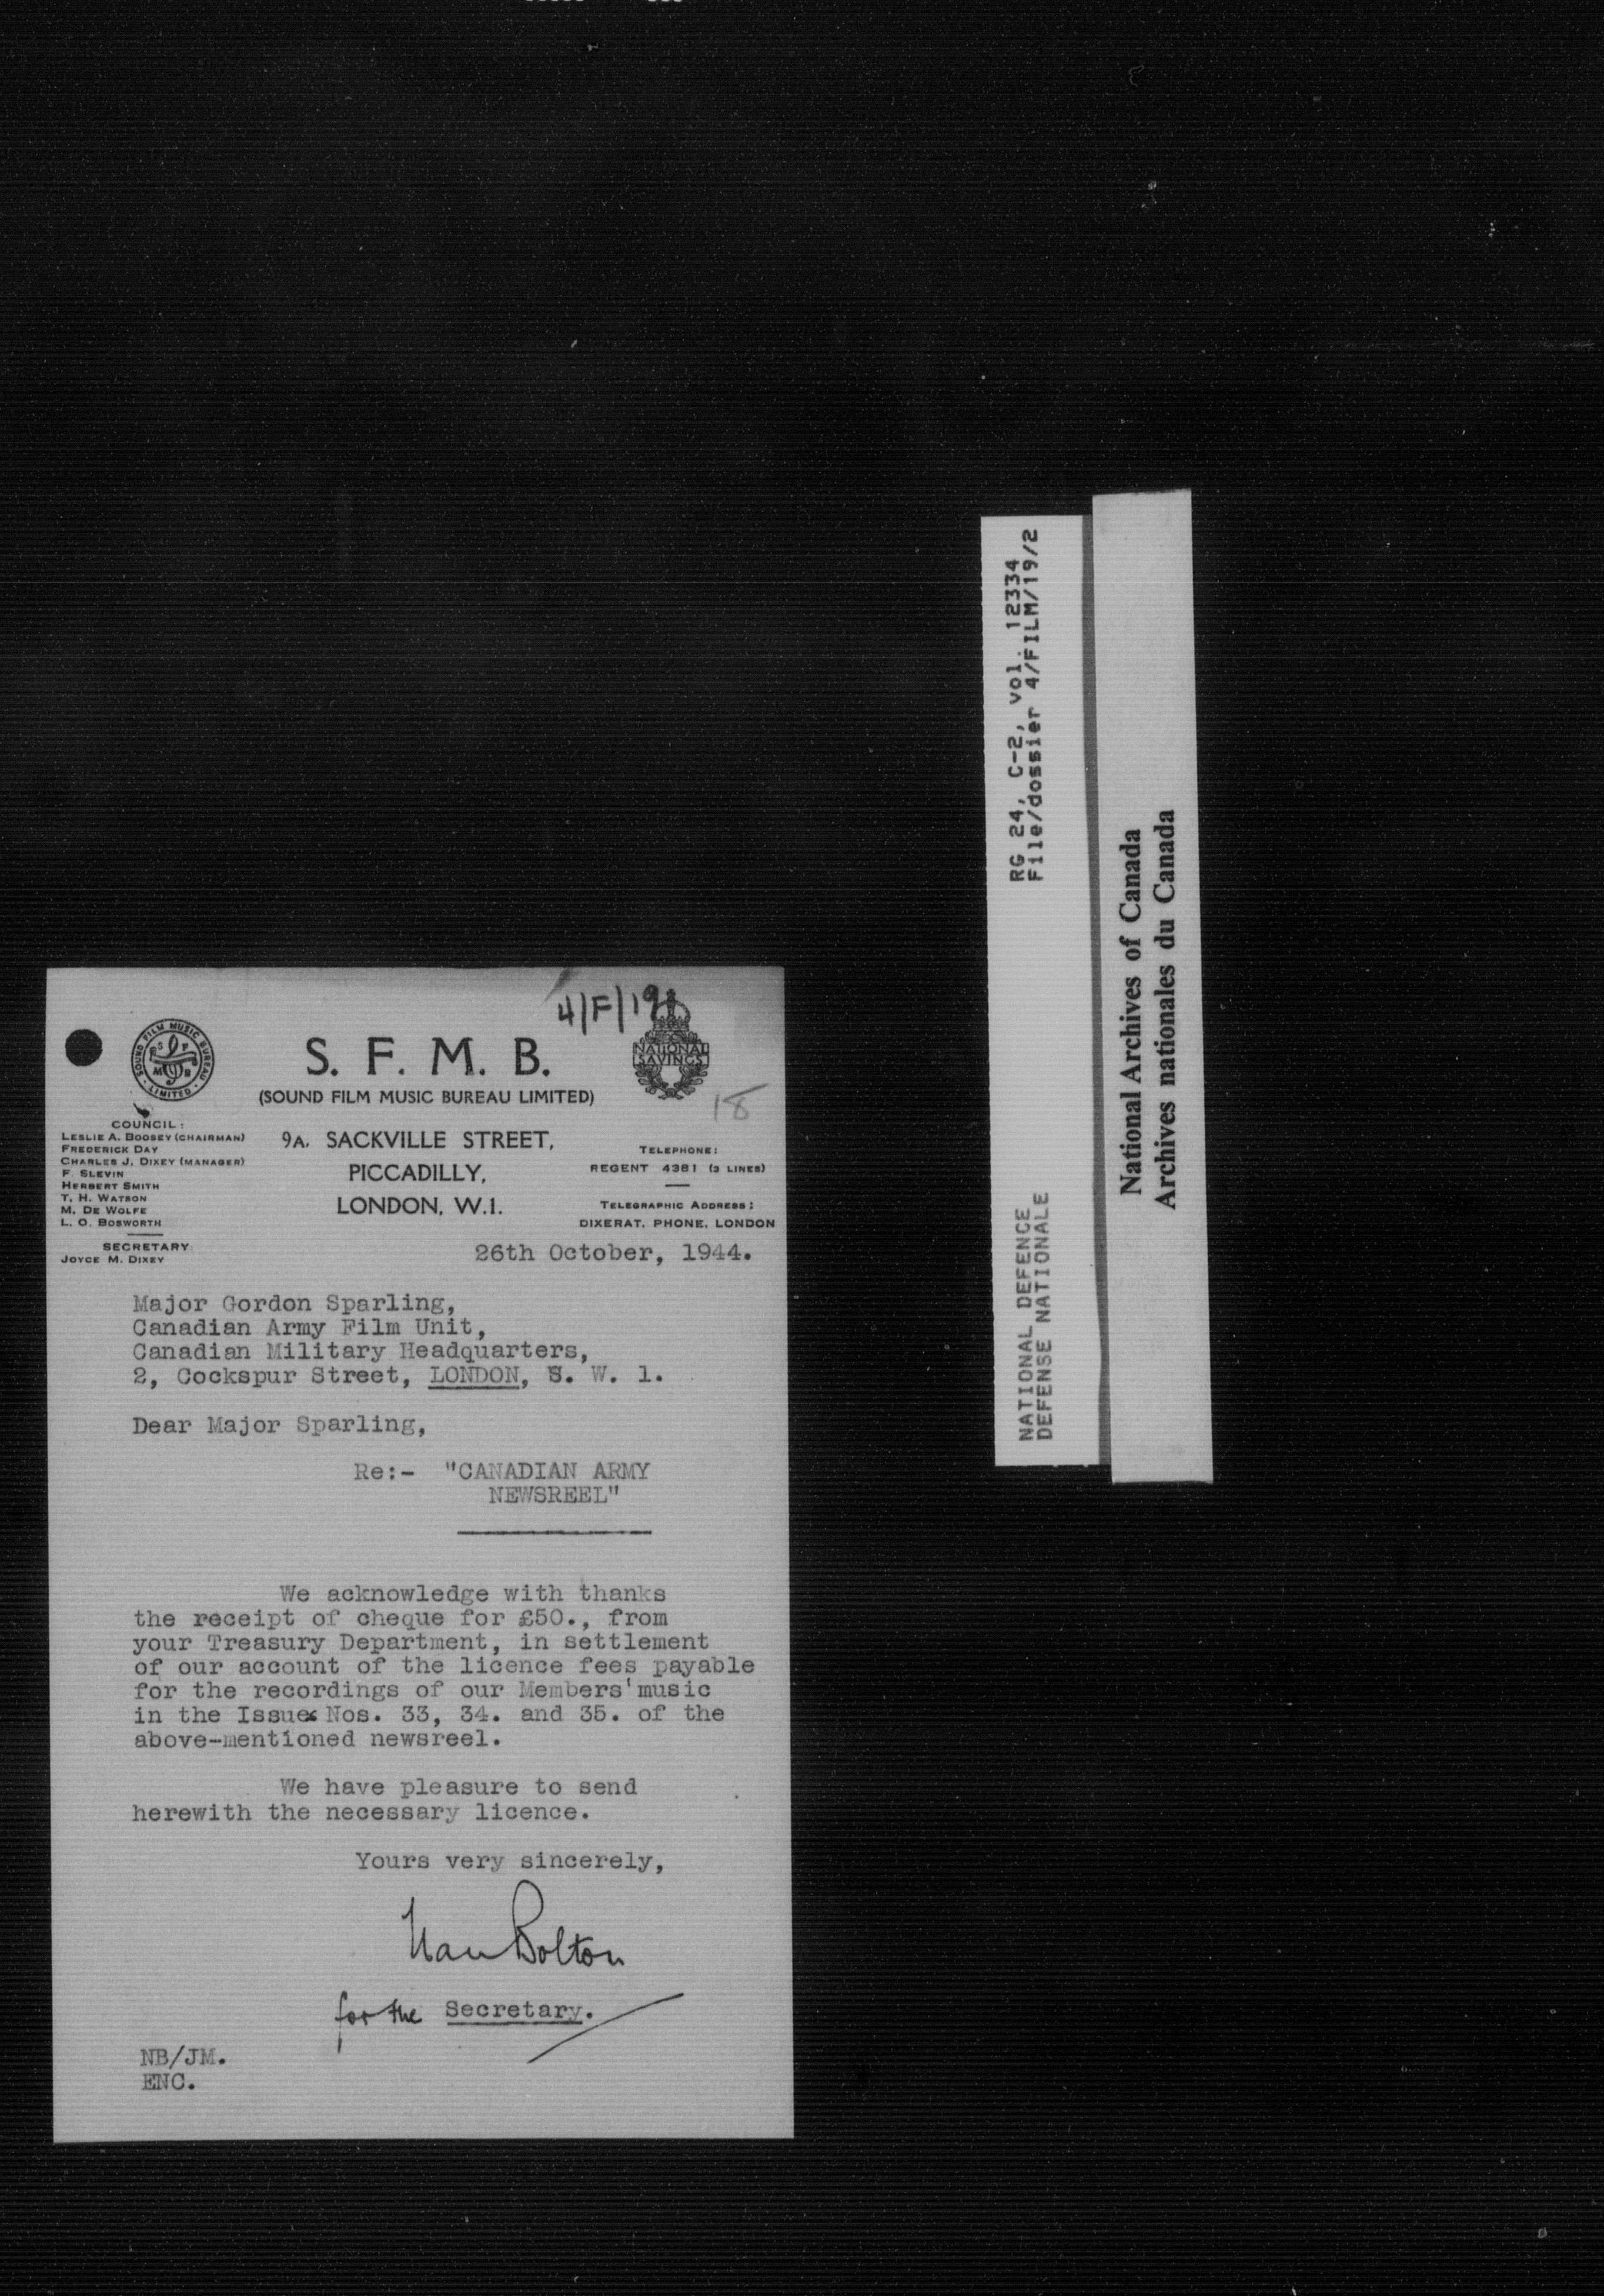 4/F/19
SOUND FILM MUSIC BUREAU
LIMITED
S F
M B
S. F. M. B.
(SOUND FILM MUSIC BUREAU LIMITED)
NATIONAL
SAVINGS
18
COUNCIL:
LESLIE A. BOOSEY (CHAIRMAN)
FREDERICK DAY
CHARLES J. DIXEY (MANAGER)
F. SLEVIN
HERBERT SMITH
T. H. WATSON
M. DE WOLFE
L. O. BOSWORTH
SECRETARY
JOYCE M. DIXEY
9A, SACKVILLE STREET,
PICCADILLY,
LONDON, W.1.
TELEPHONE:
REGENT 4381 (3 LINES)
TELEGRAPHIC ADDRESS:
DIXERAT, PHONE, LONDON
26th October, 1944.
Major Gordon Sparling,
Canadian Army Film Unit,
Canadian Military Headquarters,
2, Cockspur Street, LONDON, S. W. 1.
Dear Major Sparling,
Re:- "CANADIAN ARMY
NEWSREEL"
We acknowledge with thanks
the receipt of cheque for £50., from
your Treasury Department, in settlement
of our account of the licence fees payable
for the recordings of our Members' music
in the Issues Nos. 33, 34. and 35. of the
above-mentioned newsreel.
We have pleasure to send
herewith the necessary licence.
Yours very sincerely,
Nan Bolton
for the Secretary.
NB/JM.
ENC.
RG 24, C-2, vol. 12334
File/dossier 4/FILM/19/2
NATIONAL DEFENCE
DEFENSE NATIONALE
National Archives of Canada
Archives nationales du Canada